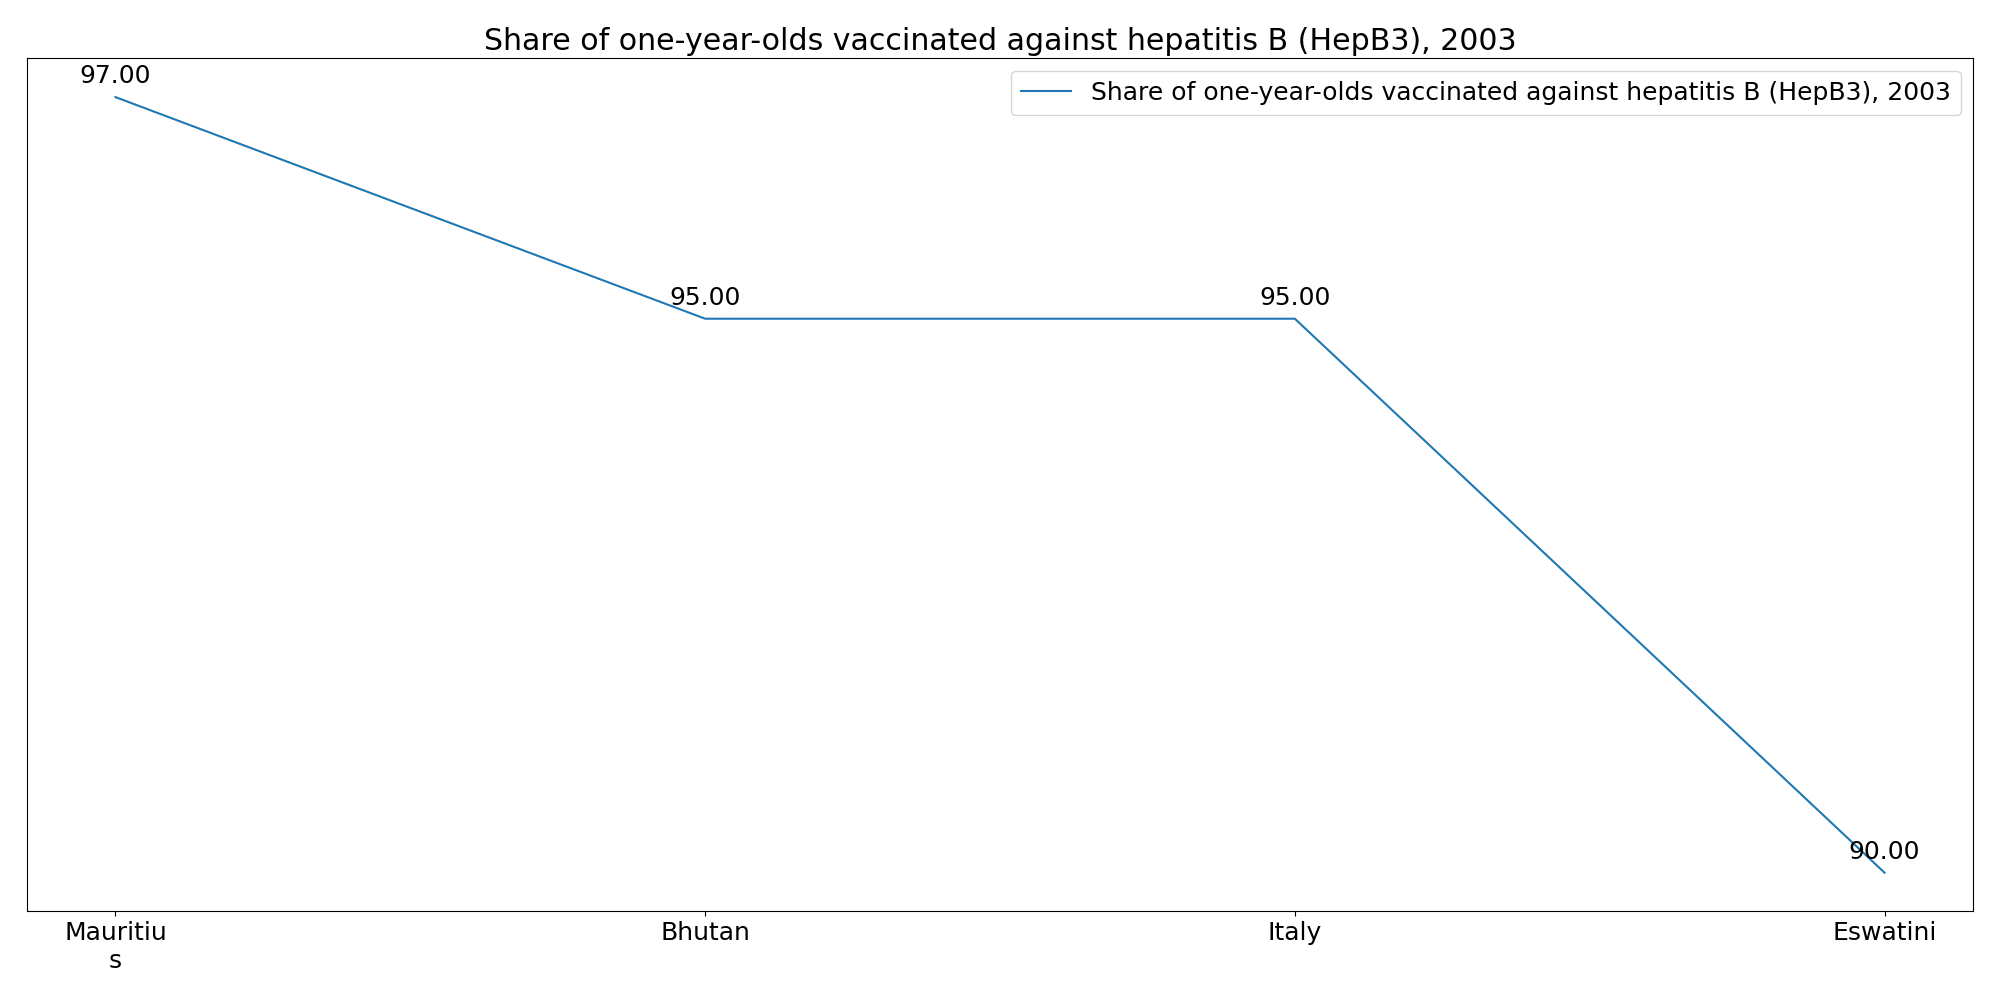 Share of one-year-olds vaccinated against hepatitis B (HepB3), 2003
97.00
Share of one-year-olds vaccinated against hepatitis B (HepB3), 2003
95.00
95.00
90.00
Mauritiu
s
Bhutan
Italy
Eswatini